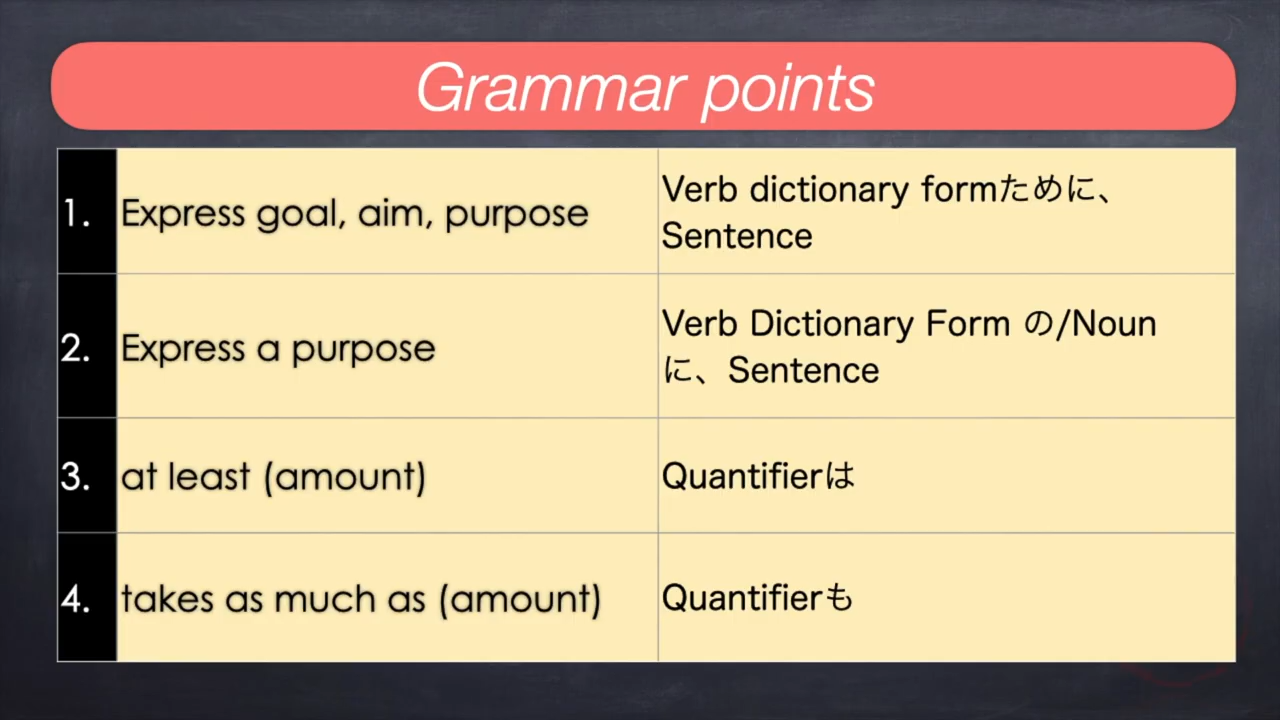 Grammar points
1. Express goal, aim, purpose
Verb dictionary formために、
Sentence
2. Express a purpose
Verb Dictionary Form の/Noun
に、Sentence
3. at least (amount)
Quantifierは
4. takes as much as (amount)
Quantifierも